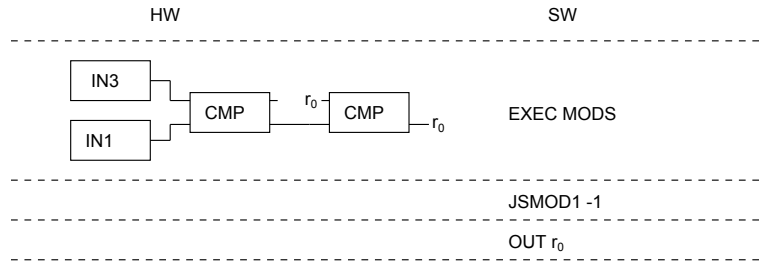 HW SW
IN3
CMP r₀ CMP r₀ EXEC MODS
IN1
JSMOD1 -1
OUT r₀